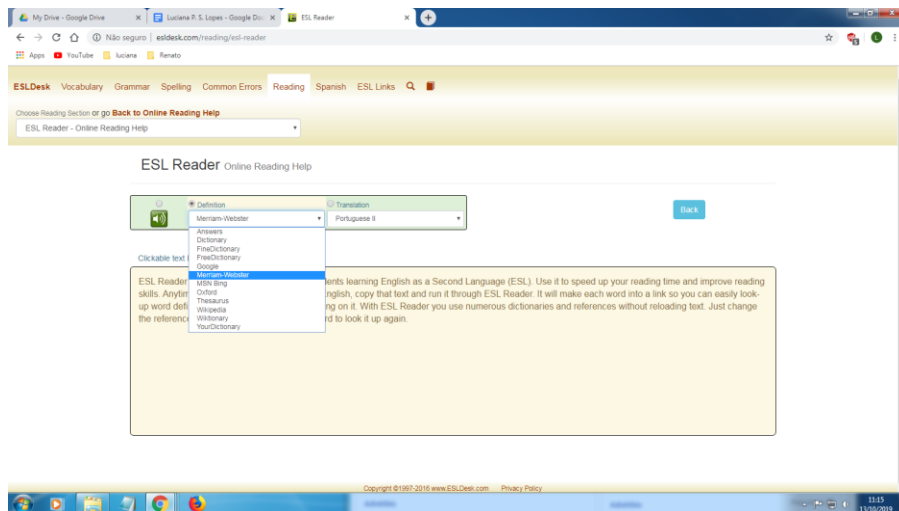 My Drive - Google Drive
Luciana P. S. Lopes - Google Do
ESL Reader
Não seguro | esldesk.com/reading/esl-reader
Apps YouTube luciana Renato
ESLDesk Vocabulary Grammar Spelling Common Errors Reading Spanish ESL Links
Choose Reading Section or go Back to Online Reading Help
ESL Reader - Online Reading Help
ESL Reader Online Reading Help
Definition Translation
Merriam-Webster Portuguese II
Back
Answers
Dictionary
FineDictionary
FreeDictionary
Google
Merriam-Webster
MSN Bing
Oxford
Thesaurus
Wikipedia
Wiktionary
YourDictionary
Clickable text
ESL Reader ents learning English as a Second Language (ESL). Use it to speed up your reading time and improve reading
skills. Anytim nglish, copy that text and run it through ESL Reader. It will make each word into a link so you can easily look-
up word defi ng on it. With ESL Reader you use numerous dictionaries and references without reloading text. Just change
the referenc rd to look it up again.
Copyright ©1997-2016 www.ESLDesk.com Privacy Policy
11:15
13/10/2019